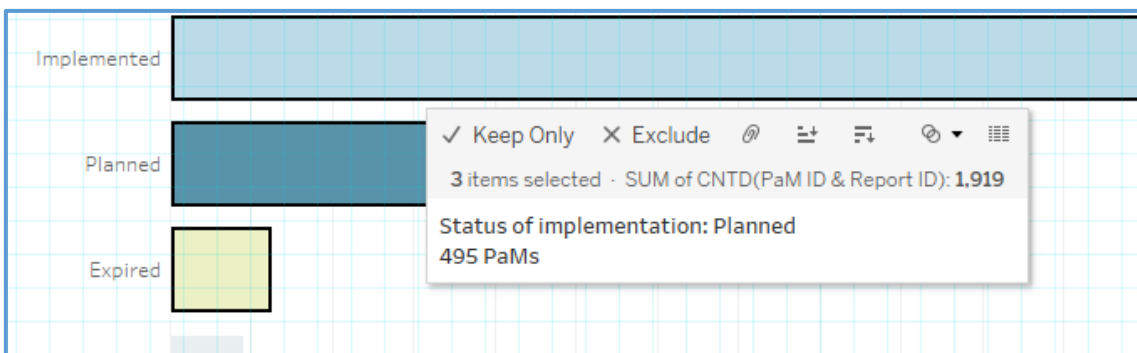 Implemented
Planned
Expired
Keep Only Exclude
3 items selected · SUM of CNTD(PaM ID & Report ID): 1,919
Status of implementation: Planned
495 PaMs